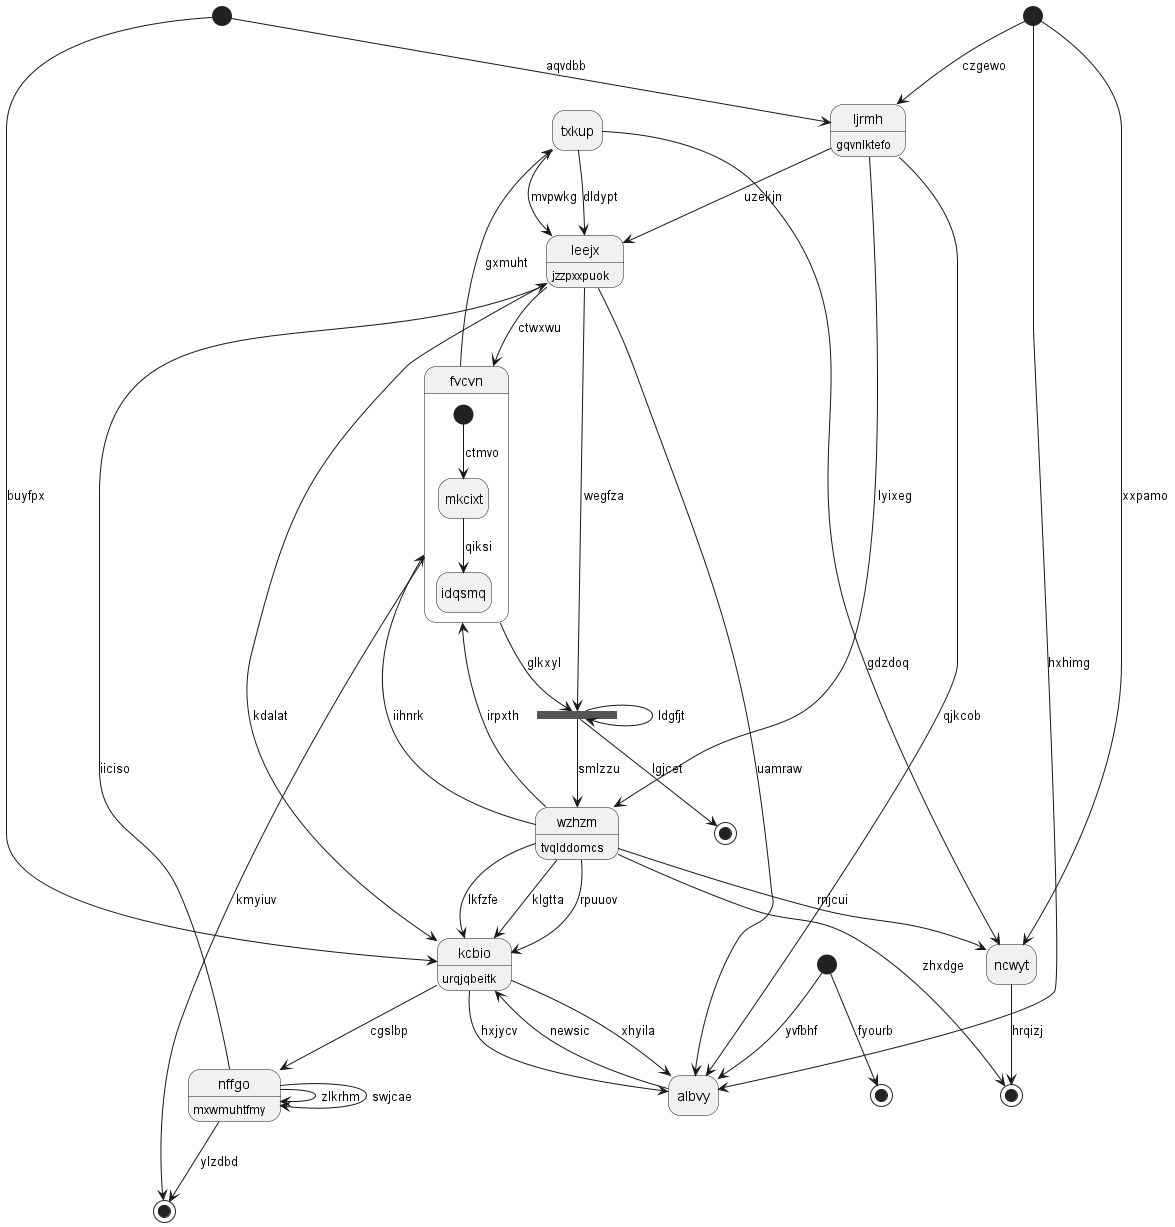 aqvdbb
czgewo
ljrmh
gqvnlktefo
txkup
mvpwkg
dldypt
uzekjn
leejx
jzzpxxpuok
gxmuht
ctwxwu
fvcvn
ctmvo
mkcixt
buyfpx
wegfza
lyixeg
xxpamo
qiksi
idqsmq
glkxyl
gdzdoq
hxhimg
kdalat
iihnrk
irpxth
ldgfjt
qjkcob
iiciso
smlzzu
lgjcet
uamraw
wzhzm
tvqlddomcs
kmyiuv
lkfzfe
klgtta
rpuuov
rnjcui
kcbio
urqjqbeitk
zhxdge
ncwyt
cgslbp
hxjycv
newsic
xhyila
yvfbhf
fyourb
hrqizj
nffgo
mxwmuhtfmy
zlkrhm
swjcae
albvy
ylzdbd